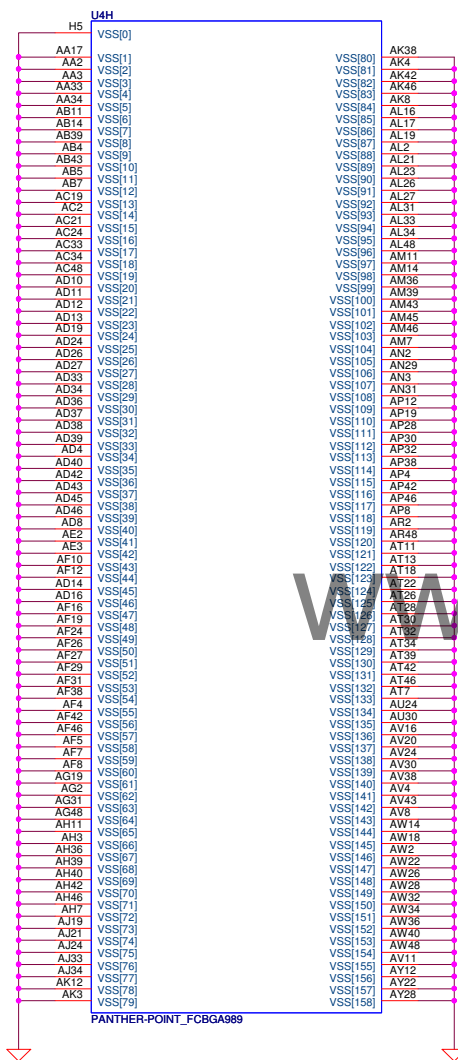 U4H
H5 VSS[0]
AA17 VSS[1] VSS[80] AK38
AA2 VSS[2] VSS[81] AK4
AA3 VSS[3] VSS[82] AK42
AA33 VSS[4] VSS[83] AK46
AA34 VSS[5] VSS[84] AK8
AB11 VSS[6] VSS[85] AL16
AB14 VSS[7] VSS[86] AL17
AB39 VSS[8] VSS[87] AL19
AB4 VSS[9] VSS[88] AL2
AB43 VSS[10] VSS[89] AL21
AB5 VSS[11] VSS[90] AL23
AB7 VSS[12] VSS[91] AL26
AC19 VSS[13] VSS[92] AL27
AC2 VSS[14] VSS[93] AL31
AC21 VSS[15] VSS[94] AL33
AC24 VSS[16] VSS[95] AL34
AC33 VSS[17] VSS[96] AL48
AC34 VSS[18] VSS[97] AM11
AC48 VSS[19] VSS[98] AM14
AD10 VSS[20] VSS[99] AM36
AD11 VSS[21] VSS[100] AM39
AD12 VSS[22] VSS[101] AM43
AD13 VSS[23] VSS[102] AM45
AD19 VSS[24] VSS[103] AM46
AD24 VSS[25] VSS[104] AM7
AD26 VSS[26] VSS[105] AN2
AD27 VSS[27] VSS[106] AN29
AD33 VSS[28] VSS[107] AN3
AD34 VSS[29] VSS[108] AN31
AD36 VSS[30] VSS[109] AP12
AD37 VSS[31] VSS[110] AP19
AD38 VSS[32] VSS[111] AP28
AD39 VSS[33] VSS[112] AP30
AD4 VSS[34] VSS[113] AP32
AD40 VSS[35] VSS[114] AP38
AD42 VSS[36] VSS[115] AP4
AD43 VSS[37] VSS[116] AP42
AD45 VSS[38] VSS[117] AP46
AD46 VSS[39] VSS[118] AP8
AD8 VSS[40] VSS[119] AR2
AE2 VSS[41] VSS[120] AR48
AE3 VSS[42] VSS[121] AT11
AF10 VSS[43] VSS[122] AT13
AF12 VSS[44] VSS[123] AT18
AD14 VSS[45] VSS[124] AT22
AD16 VSS[46] VSS[125] AT26
AF16 VSS[47] VSS[126] AT28
AF19 VSS[48] VSS[127] AT30
AF24 VSS[49] VSS[128] AT32
AF26 VSS[50] VSS[129] AT34
AF27 VSS[51] VSS[130] AT39
AF29 VSS[52] VSS[131] AT42
AF31 VSS[53] VSS[132] AT46
AF38 VSS[54] VSS[133] AT7
AF4 VSS[55] VSS[134] AU24
AF42 VSS[56] VSS[135] AU30
AF46 VSS[57] VSS[136] AV16
AF5 VSS[58] VSS[137] AV20
AF7 VSS[59] VSS[138] AV24
AF8 VSS[60] VSS[139] AV30
AG19 VSS[61] VSS[140] AV38
AG2 VSS[62] VSS[141] AV4
AG31 VSS[63] VSS[142] AV43
AG48 VSS[64] VSS[143] AV8
AH11 VSS[65] VSS[144] AW14
AH3 VSS[66] VSS[145] AW18
AH36 VSS[67] VSS[146] AW2
AH39 VSS[68] VSS[147] AW22
AH40 VSS[69] VSS[148] AW26
AH42 VSS[70] VSS[149] AW28
AH46 VSS[71] VSS[150] AW32
AH7 VSS[72] VSS[151] AW34
AJ19 VSS[73] VSS[152] AW36
AJ21 VSS[74] VSS[153] AW40
AJ24 VSS[75] VSS[154] AW48
AJ33 VSS[76] VSS[155] AV11
AJ34 VSS[77] VSS[156] AY12
AK12 VSS[78] VSS[157] AY22
AK3 VSS[79] VSS[158] AY28
PANTHER-POINT_FCBGA989